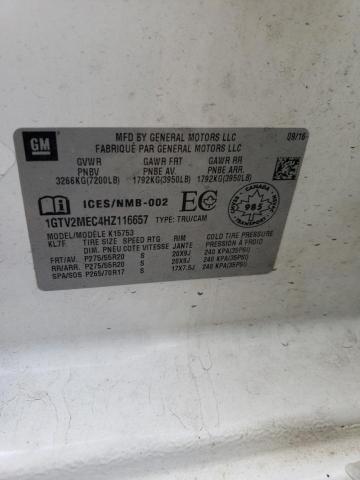 GM
MFD BY GENERAL MOTORS LLC
FABRIQUÉ PAR GENERAL MOTORS LLC
09/16
GVWR GAWR FRT GAWR RR
PNBV PNBE AV. PNBE ARR.
3266KG(7200LB) 1792KG(3950LB) 1792KG(3950LB)
ICES/NMB-002 EC
CANADA
985
TRANSPORT
1GTV2MEC4HZ116657 TYPE: TRU/CAM
MODEL/MODÈLE K15753
KL7F. TIRE SIZE SPEED RTG RIM COLD TIRE PRESSURE
DIM. PNEU COTE VITESSE JANTE PRESSION À FROID
FRT/AV. P275/55R20 S 20X9J 240 KPA(35PSI)
RR/ARR. P275/55R20 S 20X9J 240 KPA(35PSI)
SPA/SOS P265/70R17 S 17X7.5J 240 KPA(35PSI)